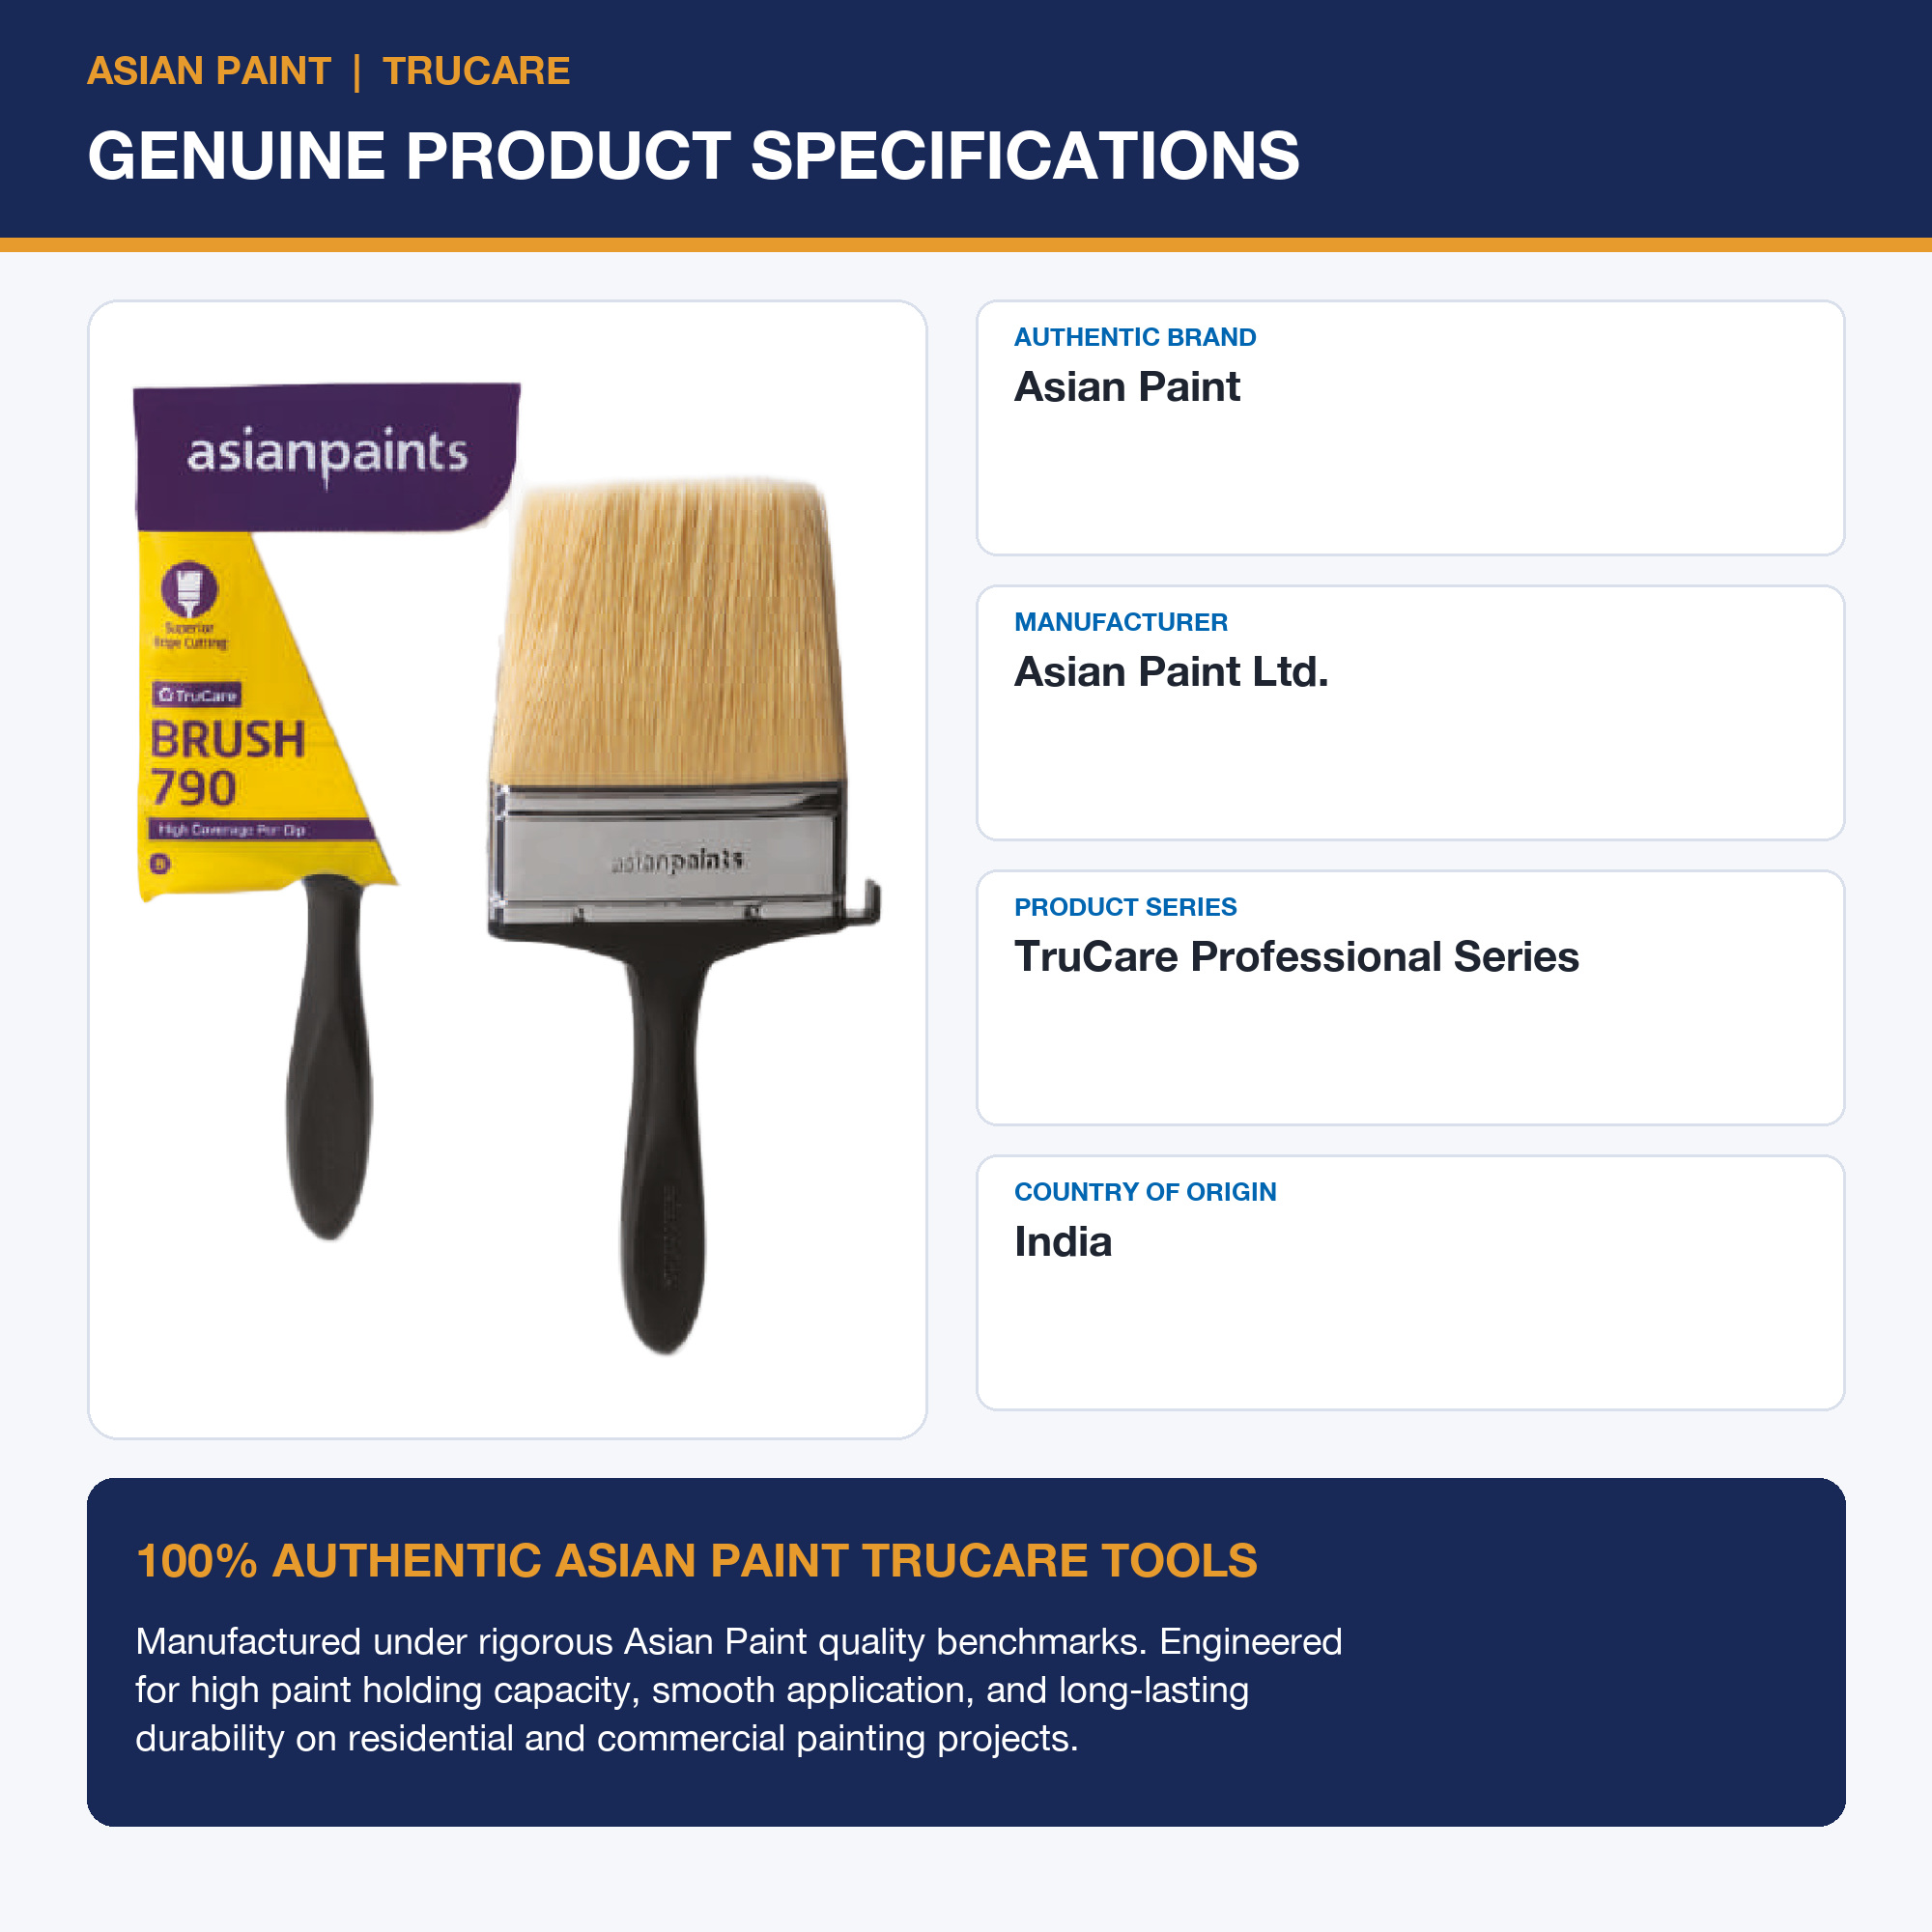 ASIAN PAINT | TRUCARE
GENUINE PRODUCT SPECIFICATIONS
asianpaints
Superior
Edge Cutting
TruCare
BRUSH
790
High Coverage Per Dip
asianpaints
AUTHENTIC BRAND
Asian Paint
MANUFACTURER
Asian Paint Ltd.
PRODUCT SERIES
TruCare Professional Series
COUNTRY OF ORIGIN
India
100% AUTHENTIC ASIAN PAINT TRUCARE TOOLS
Manufactured under rigorous Asian Paint quality benchmarks. Engineered
for high paint holding capacity, smooth application, and long-lasting
durability on residential and commercial painting projects.